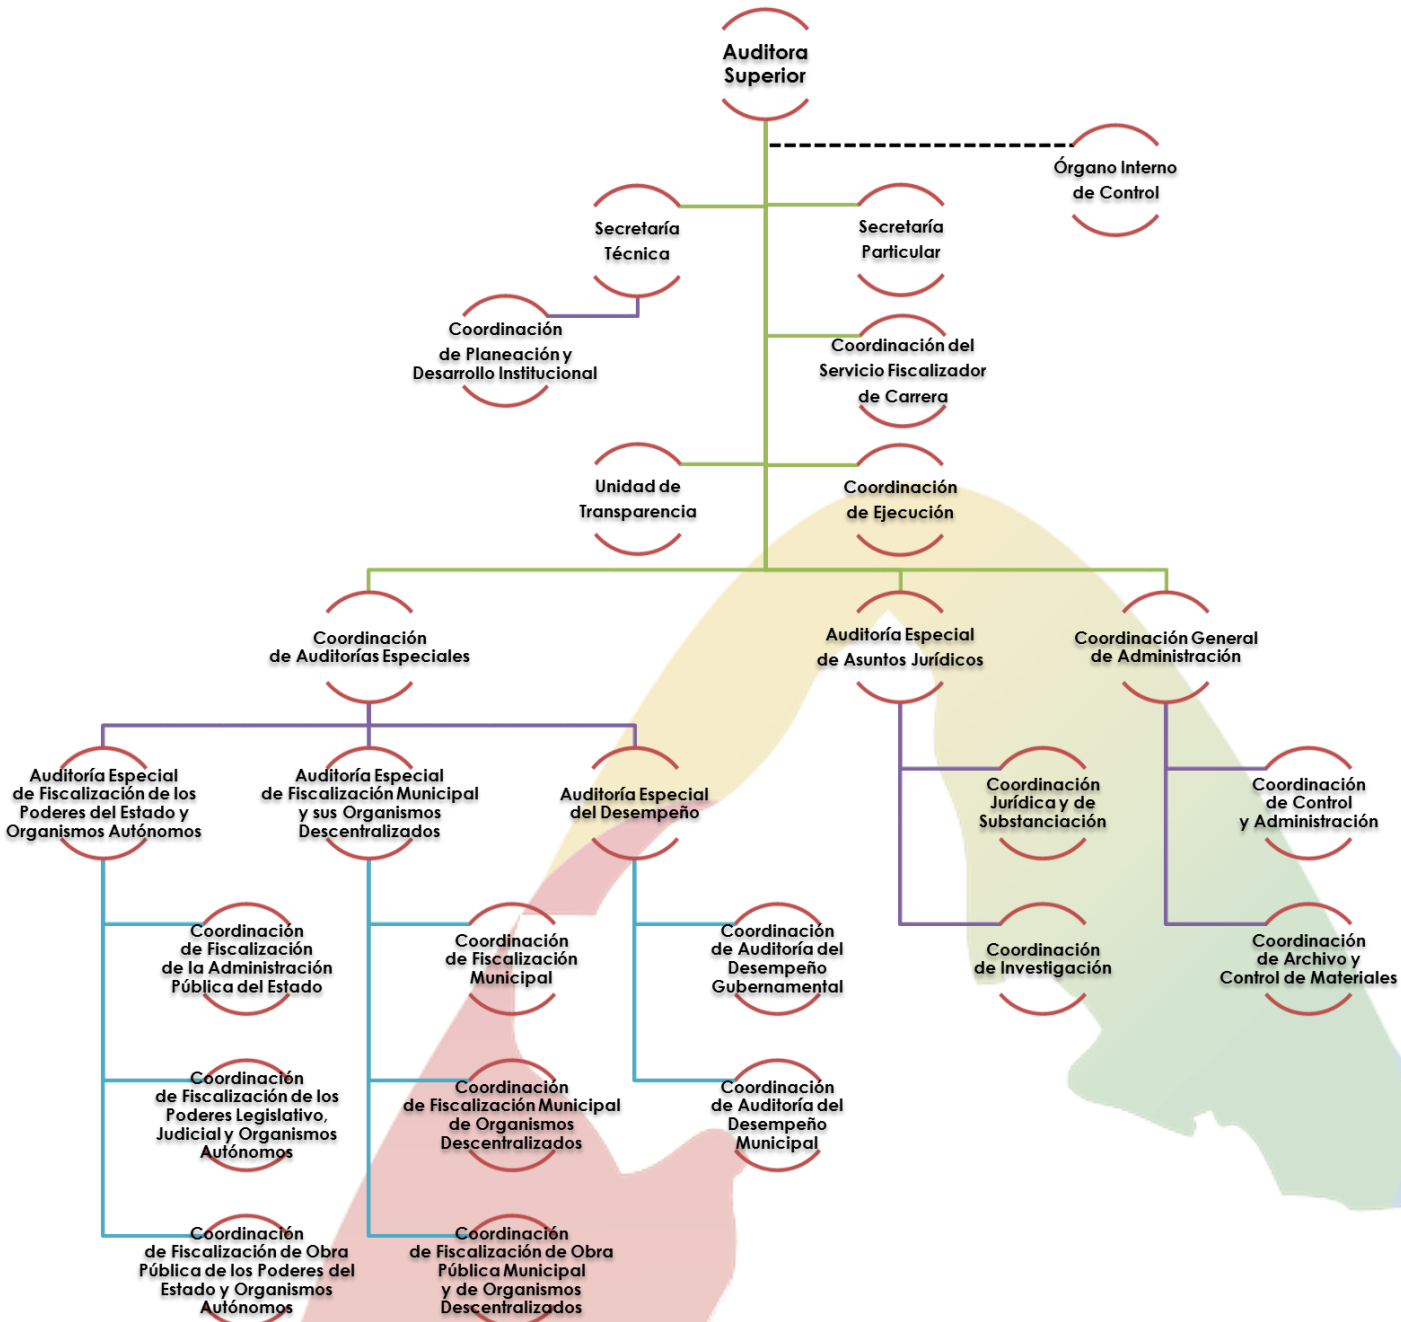 Auditora
Superior
Órgano Interno
de Control
Secretaría
Técnica
Secretaría
Particular
Coordinación
de Planeación y
Desarrollo Institucional
Coordinación del
Servicio Fiscalizador
de Carrera
Unidad de
Transparencia
Coordinación
de Ejecución
Coordinación
de Auditorías Especiales
Auditoría Especial
de Asuntos Jurídicos
Coordinación General
de Administración
Auditoría Especial
de Fiscalización de los
Poderes del Estado y
Organismos Autónomos
Auditoría Especial
de Fiscalización Municipal
y sus Organismos
Descentralizados
Auditoría Especial
del Desempeño
Coordinación
Jurídica y de
Substanciación
Coordinación
de Control
y Administración
Coordinación
de Fiscalización
de la Administración
Pública del Estado
Coordinación
de Fiscalización
Municipal
Coordinación
de Auditoría del
Desempeño
Gubernamental
Coordinación
de Investigación
Coordinación
de Archivo y
Control de Materiales
Coordinación
de Fiscalización de los
Poderes Legislativo,
Judicial y Organismos
Autónomos
Coordinación
de Fiscalización Municipal
de Organismos
Descentralizados
Coordinación
de Auditoría del
Desempeño
Municipal
Coordinación
de Fiscalización de Obra
Pública de los Poderes del
Estado y Organismos
Autónomos
Coordinación
de Fiscalización de Obra
Pública Municipal
y de Organismos
Descentralizados